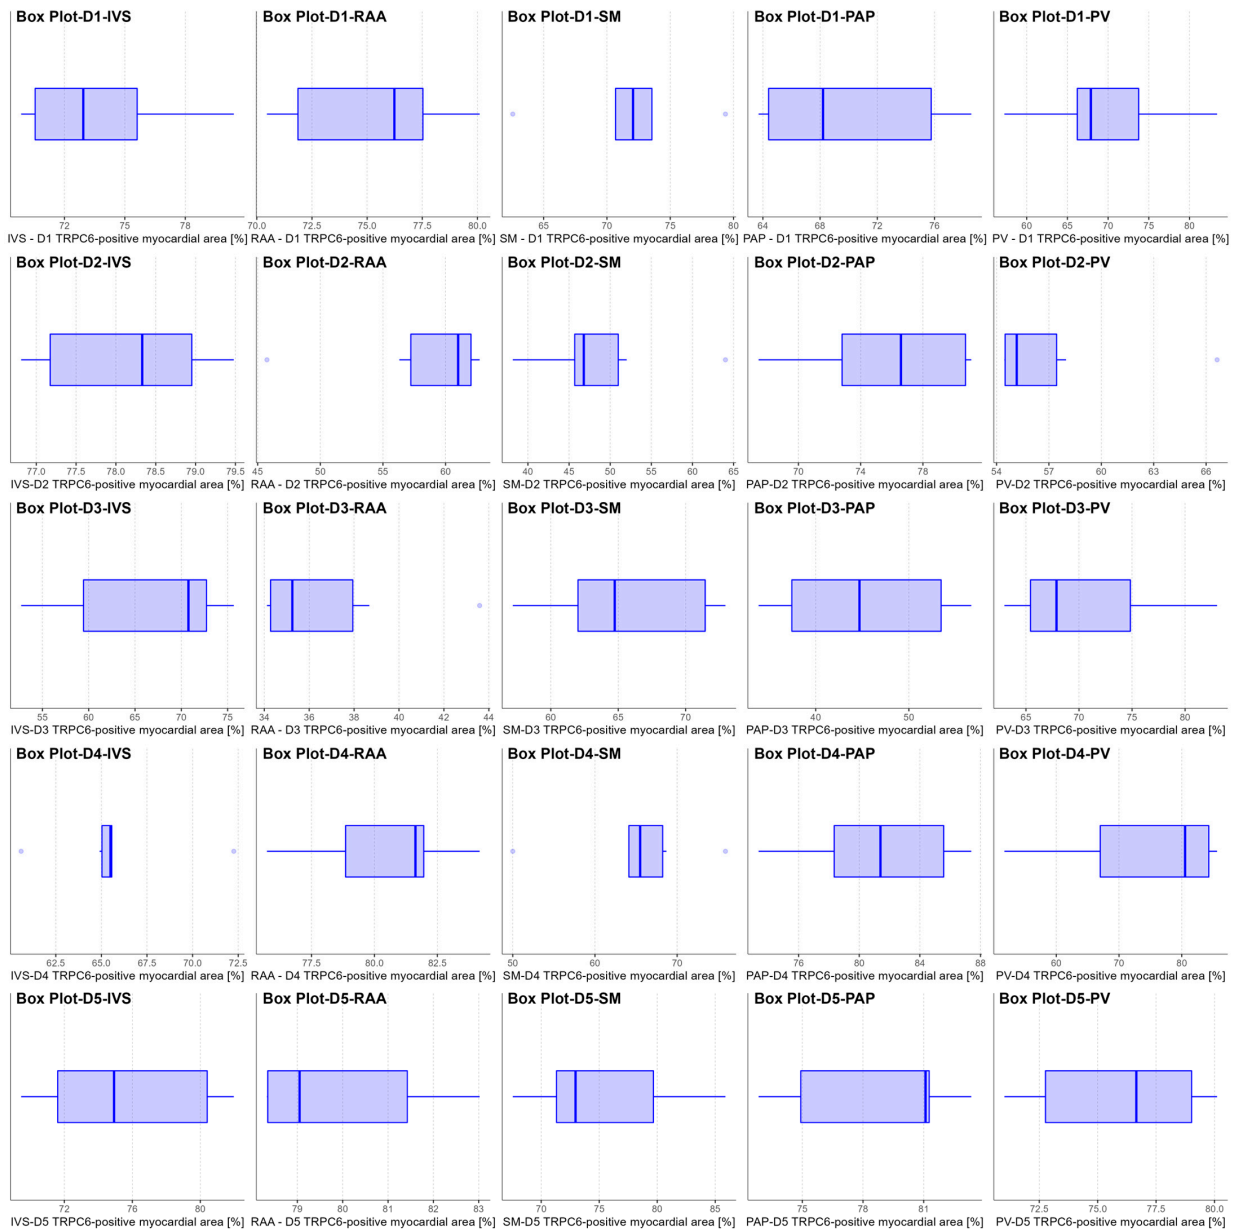 Box Plot-D1-IVS Box Plot-D1-RAA Box Plot-D1-SM Box Plot-D1-PAP Box Plot-D1-PV
72 75 78 70.0 72.5 75.0 77.5 80.0 65 70 75 80 64 68 72 76 60 65 70 75 80
IVS - D1 TRPC6-positive myocardial area [%] RAA - D1 TRPC6-positive myocardial area [%] SM - D1 TRPC6-positive myocardial area [%] PAP - D1 TRPC6-positive myocardial area [%] PV - D1 TRPC6-positive myocardial area [%]
Box Plot-D2-IVS Box Plot-D2-RAA Box Plot-D2-SM Box Plot-D2-PAP Box Plot-D2-PV
77.0 77.5 78.0 78.5 79.0 79.5 45 50 55 60 40 45 50 55 60 65 70 74 78 54 57 60 63 66
IVS-D2 TRPC6-positive myocardial area [%] RAA - D2 TRPC6-positive myocardial area [%] SM-D2 TRPC6-positive myocardial area [%] PAP-D2 TRPC6-positive myocardial area [%] PV-D2 TRPC6-positive myocardial area [%]
Box Plot-D3-IVS Box Plot-D3-RAA Box Plot-D3-SM Box Plot-D3-PAP Box Plot-D3-PV
55 60 65 70 75 34 36 38 40 42 44 60 65 70 40 50 65 70 75 80
IVS-D3 TRPC6-positive myocardial area [%] RAA - D3 TRPC6-positive myocardial area [%] SM-D3 TRPC6-positive myocardial area [%] PAP-D3 TRPC6-positive myocardial area [%] PV-D3 TRPC6-positive myocardial area [%]
Box Plot-D4-IVS Box Plot-D4-RAA Box Plot-D4-SM Box Plot-D4-PAP Box Plot-D4-PV
62.5 65.0 67.5 70.0 72.5 77.5 80.0 82.5 50 60 70 76 80 84 88 60 70 80
IVS-D4 TRPC6-positive myocardial area [%] RAA - D4 TRPC6-positive myocardial area [%] SM-D4 TRPC6-positive myocardial area [%] PAP-D4 TRPC6-positive myocardial area [%] PV-D4 TRPC6-positive myocardial area [%]
Box Plot-D5-IVS Box Plot-D5-RAA Box Plot-D5-SM Box Plot-D5-PAP Box Plot-D5-PV
72 76 80 79 80 81 82 83 70 75 80 85 75 78 81 72.5 75.0 77.5 80.0
IVS-D5 TRPC6-positive myocardial area [%] RAA - D5 TRPC6-positive myocardial area [%] SM-D5 TRPC6-positive myocardial area [%] PAP-D5 TRPC6-positive myocardial area [%] PV-D5 TRPC6-positive myocardial area [%]